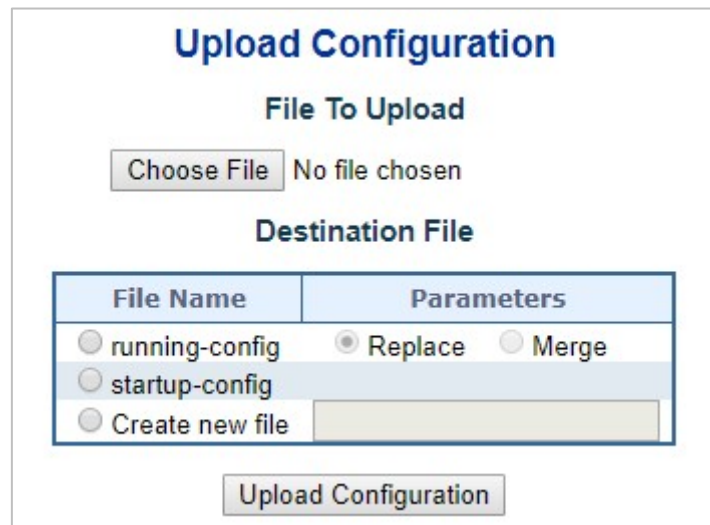 Upload Configuration
File To Upload
Choose File No file chosen
Destination File
File Name Parameters
running-config Replace Merge
startup-config
Create new file
Upload Configuration